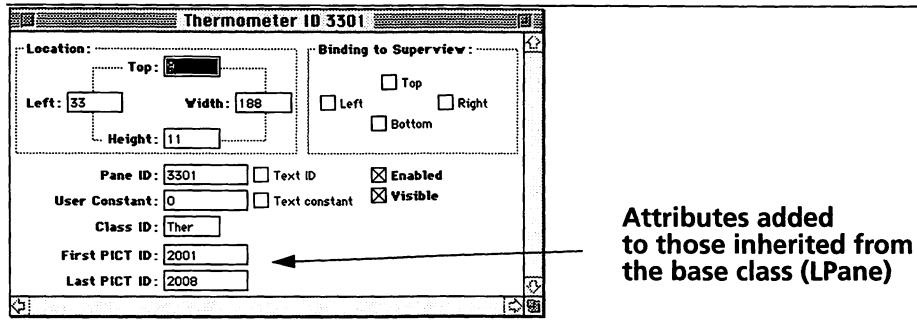 Thermometer ID 3301
Location:
Top:
Left: 33
Width: 188
Height: 11
Binding to Superview:
Top
Left
Right
Bottom
Pane ID: 3301
Text ID
Enabled
User Constant: 0
Text constant
Visible
Class ID: Ther
First PICT ID: 2001
Last PICT ID: 2008
Attributes added
to those inherited from
the base class (LPane)